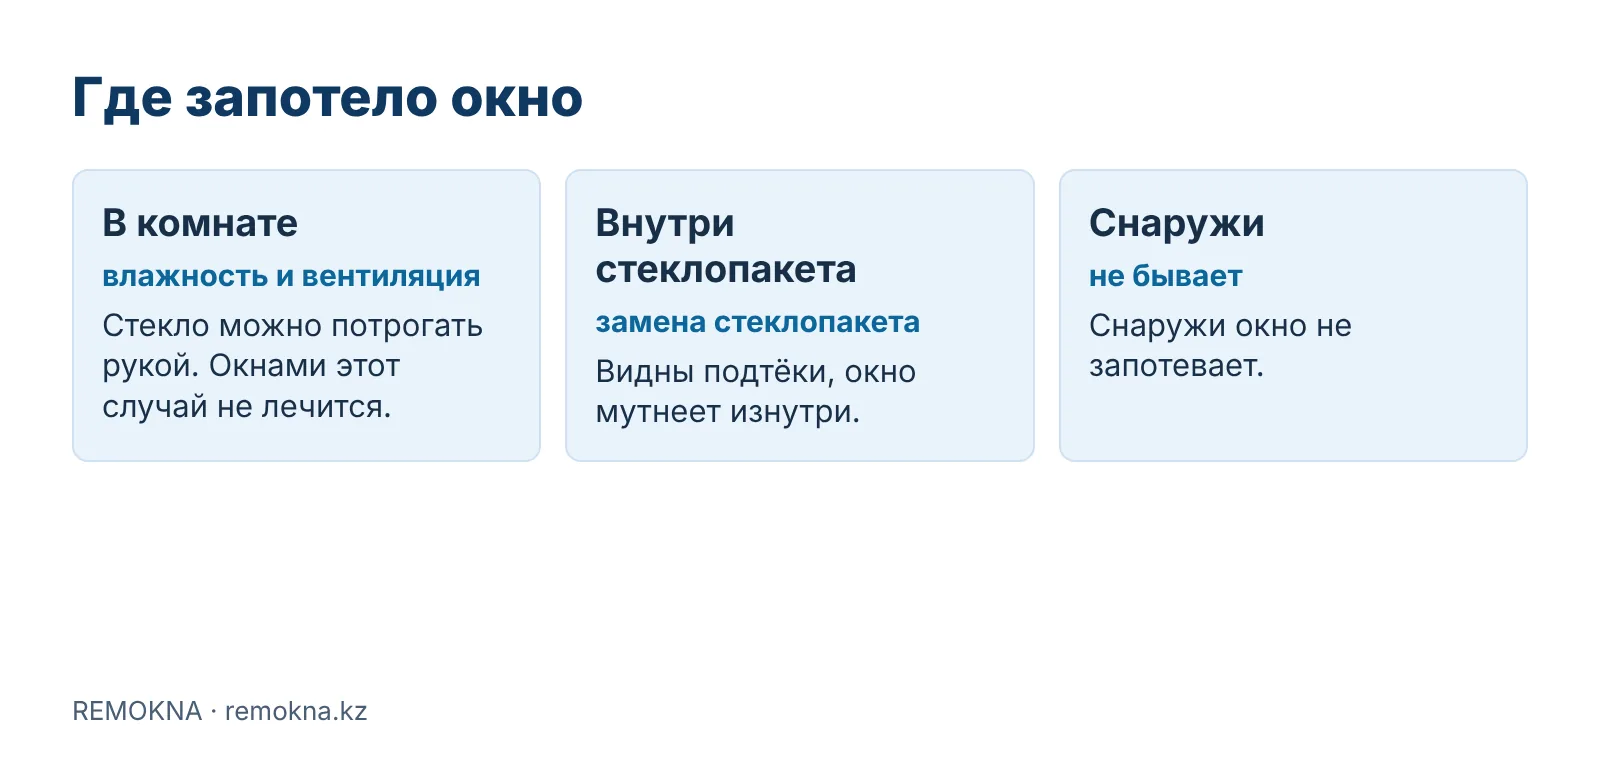 Где запотело окно
В комнате
влажность и вентиляция
Стекло можно потрогать
рукой. Окнами этот
случай не лечится.
Внутри
стеклопакета
замена стеклопакета
Видны подтёки, окно
мутнеет изнутри.
Снаружи
не бывает
Снаружи окно не
запотевает.
REMOKNA · remokna.kz